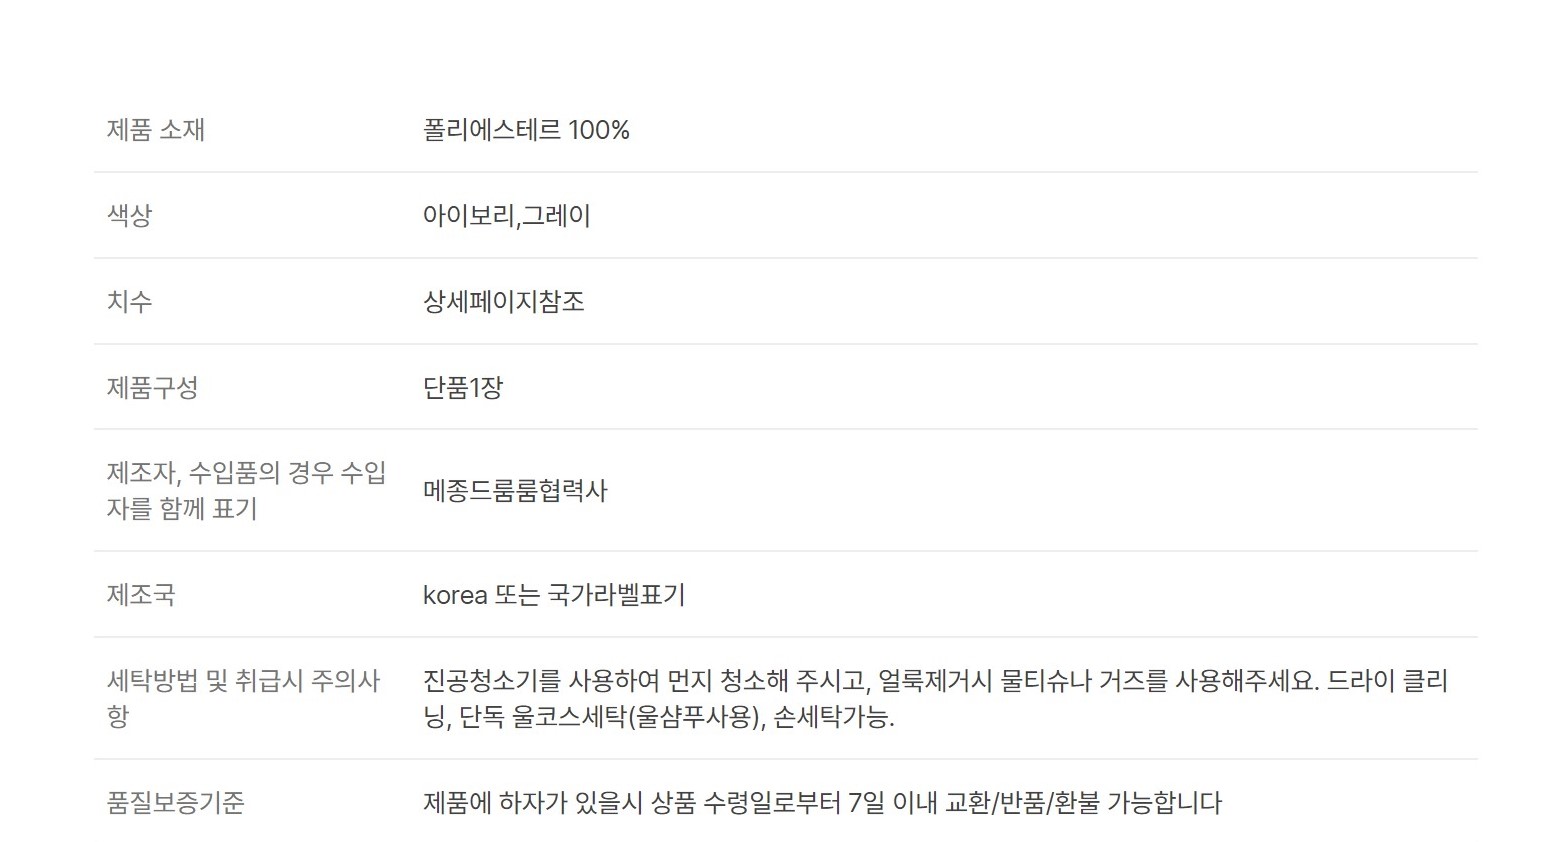 제품 소재
폴리에스테르 100%
색상
아이보리,그레이
치수
상세페이지참조
제품구성
단품1장
제조자, 수입품의 경우 수입
자를 함께 표기
메종드룸룸협력사
제조국
korea 또는 국가라벨표기
세탁방법 및 취급시 주의사
항
진공청소기를 사용하여 먼지 청소해 주시고, 얼룩제거시 물티슈나 거즈를 사용해주세요. 드라이 클리
닝, 단독 울코스세탁(울샴푸사용), 손세탁가능.
품질보증기준
제품에 하자가 있을시 상품 수령일로부터 7일 이내 교환/반품/환불 가능합니다